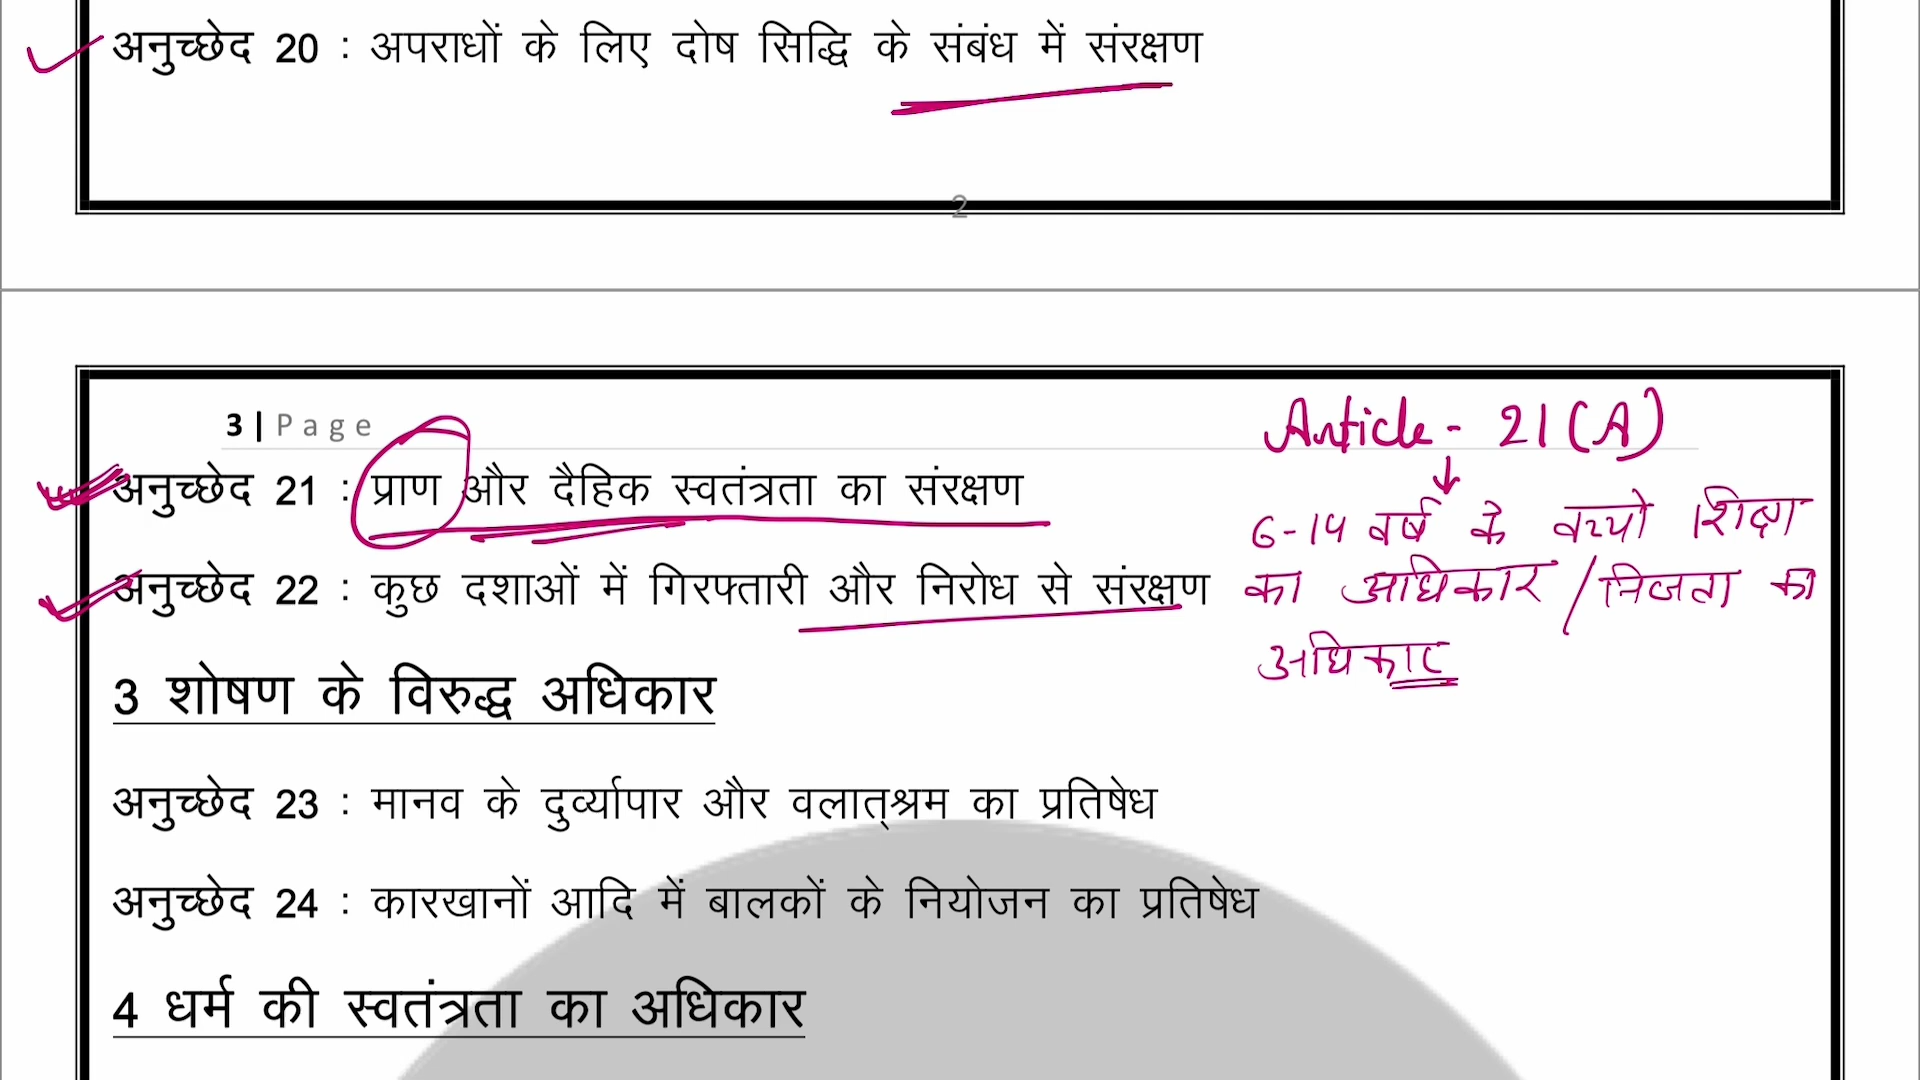 अनुच्छेद 20 : अपराधों के लिए दोष सिद्धि के संबंध में संरक्षण
2
3 | Page
Article - 21 (A)
अनुच्छेद 21 : प्राण और दैहिक स्वतंत्रता का संरक्षण
6-14 वर्ष के बच्चो शिक्षा
का अधिकार / निजता का
अधिकार
अनुच्छेद 22 : कुछ दशाओं में गिरफ्तारी और निरोध से संरक्षण
3 शोषण के विरुद्ध अधिकार
अनुच्छेद 23 : मानव के दुर्व्यापार और वलात्श्रम का प्रतिषेध
अनुच्छेद 24 : कारखानों आदि में बालकों के नियोजन का प्रतिषेध
4 धर्म की स्वतंत्रता का अधिकार